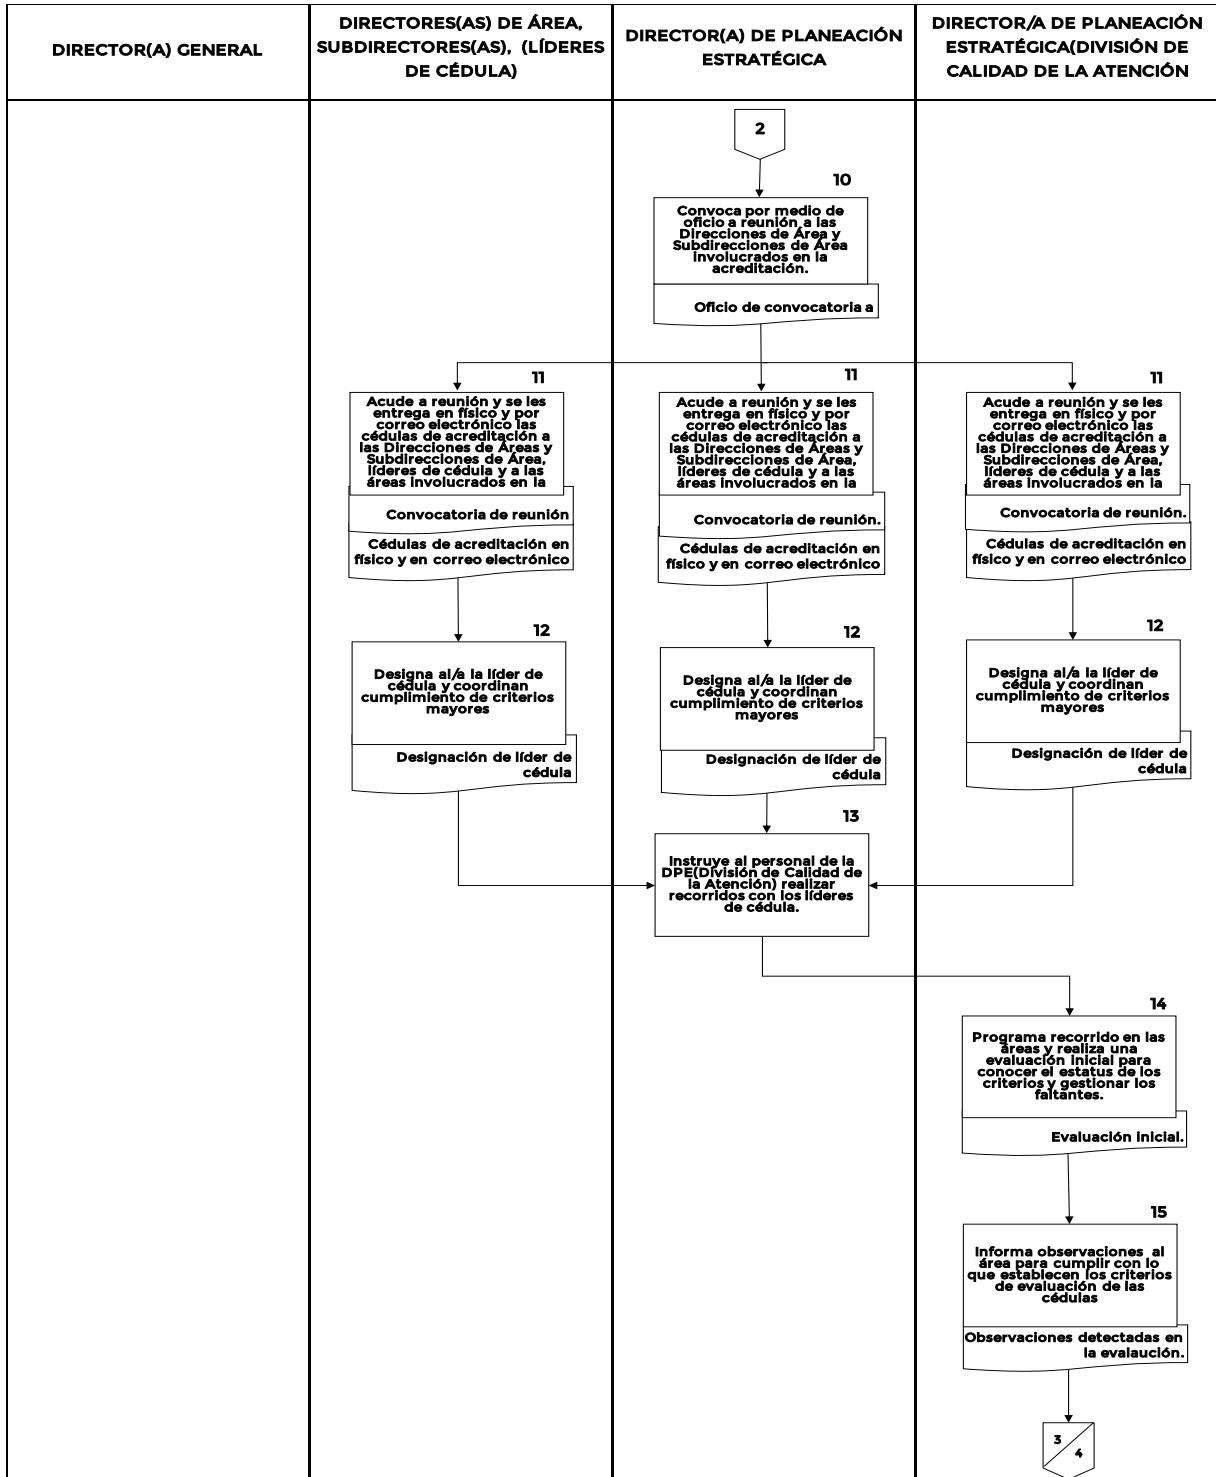 DIRECTOR(A) GENERAL
DIRECTORES(AS) DE ÁREA,
SUBDIRECTORES(AS), (LÍDERES
DE CÉDULA)
DIRECTOR(A) DE PLANEACIÓN
ESTRATÉGICA
DIRECTOR/A DE PLANEACIÓN
ESTRATÉGICA(DIVISIÓN DE
CALIDAD DE LA ATENCIÓN
2
10
Convoca por medio de
oficio a reunión a las
Direcciones de Área y
Subdirecciones de Área
involucrados en la
acreditación.
Oficio de convocatoria a
11
Acude a reunión y se les
entrega en físico y por
correo electrónico las
cédulas de acreditación a
las Direcciones de Áreas y
Subdirecciones de Área,
líderes de cédula y a las
áreas involucrados en la
Convocatoria de reunión
Cédulas de acreditación en
físico y en correo electrónico
11
Acude a reunión y se les
entrega en físico y por
correo electrónico las
cédulas de acreditación a
las Direcciones de Áreas y
Subdirecciones de Área,
líderes de cédula y a las
áreas involucrados en la
Convocatoria de reunión.
Cédulas de acreditación en
físico y en correo electrónico
11
Acude a reunión y se les
entrega en físico y por
correo electrónico las
cédulas de acreditación a
las Direcciones de Áreas y
Subdirecciones de Área,
líderes de cédula y a las
áreas involucrados en la
Convocatoria de reunión.
Cédulas de acreditación en
físico y en correo electrónico
12
Designa al/a la líder de
cédula y coordinan
cumplimiento de criterios
mayores
Designación de líder de
cédula
12
Designa al/a la líder de
cédula y coordinan
cumplimiento de criterios
mayores
Designación de líder de
cédula
12
Designa al/a la líder de
cédula y coordinan
cumplimiento de criterios
mayores
Designación de líder de
cédula
13
Instruye al personal de la
DPE(División de Calidad de
la Atención) realizar
recorridos con los líderes
de cédula.
14
Programa recorrido en las
áreas y realiza una
evaluación inicial para
conocer el estatus de los
criterios y gestionar los
faltantes.
Evaluación inicial.
15
Informa observaciones al
área para cumplir con lo
que establecen los criterios
de evaluación de las
cédulas
Observaciones detectadas en
la evalaución.
3
4